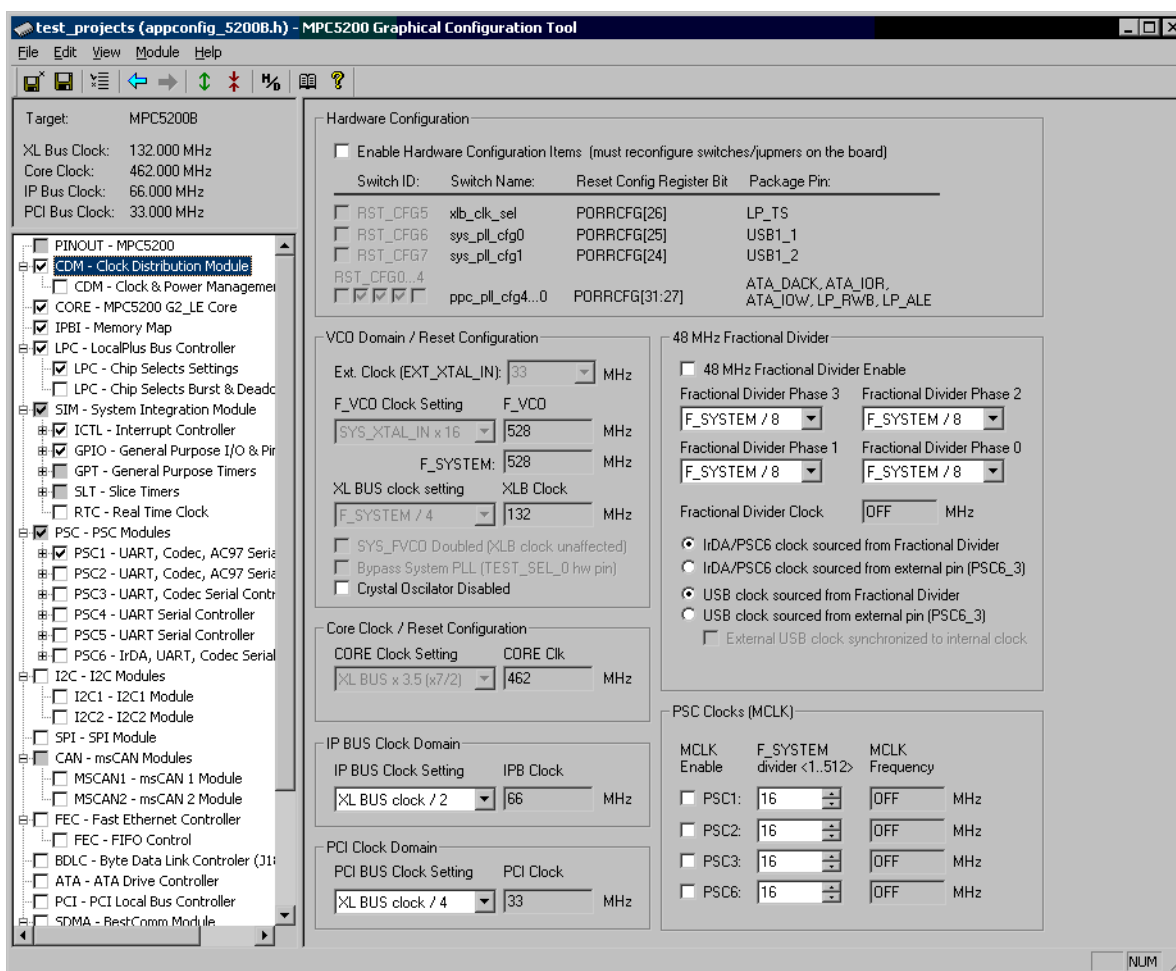 test_projects (appconfig_5200B.h) - MPC5200 Graphical Configuration Tool
File Edit View Module Help
Target: MPC5200B
XL Bus Clock: 132.000 MHz
Core Clock: 462.000 MHz
IP Bus Clock: 66.000 MHz
PCI Bus Clock: 33.000 MHz
PINOUT - MPC5200
CDM - Clock Distribution Module
CDM - Clock & Power Managemer
CORE - MPC5200 G2_LE Core
IPBI - Memory Map
LPC - LocalPlus Bus Controller
LPC - Chip Selects Settings
LPC - Chip Selects Burst & Deadc
SIM - System Integration Module
ICTL - Interrupt Controller
GPIO - General Purpose I/O & Pir
GPT - General Purpose Timers
SLT - Slice Timers
RTC - Real Time Clock
PSC - PSC Modules
PSC1 - UART, Codec, AC97 Seria
PSC2 - UART, Codec, AC97 Seria
PSC3 - UART, Codec Serial Contr
PSC4 - UART Serial Controller
PSC5 - UART Serial Controller
PSC6 - IrDA, UART, Codec Serial
I2C - I2C Modules
I2C1 - I2C1 Module
I2C2 - I2C2 Module
SPI - SPI Module
CAN - msCAN Modules
MSCAN1 - msCAN 1 Module
MSCAN2 - msCAN 2 Module
FEC - Fast Ethernet Controller
FEC - FIFO Control
BDLC - Byte Data Link Controler (J18
ATA - ATA Drive Controller
PCI - PCI Local Bus Controller
SDMA - BestComm Module
Hardware Configuration
Enable Hardware Configuration Items (must reconfigure switches/jupmers on the board)
Switch ID: Switch Name: Reset Config Register Bit Package Pin:
RST_CFG5 xlb_clk_sel PORRCFG[26] LP_TS
RST_CFG6 sys_pll_cfg0 PORRCFG[25] USB1_1
RST_CFG7 sys_pll_cfg1 PORRCFG[24] USB1_2
RST_CFG0...4
ppc_pll_cfg4...0 PORRCFG[31:27] ATA_DACK, ATA_IOR,
ATA_IOW, LP_RWB, LP_ALE
VCO Domain / Reset Configuration
Ext. Clock (EXT_XTAL_IN): 33 MHz
F_VCO Clock Setting F_VCO
SYS_XTAL_IN x 16 528 MHz
F_SYSTEM: 528 MHz
XL BUS clock setting XLB Clock
F_SYSTEM / 4 132 MHz
SYS_FVCO Doubled (XLB clock unaffected)
Bypass System PLL (TEST_SEL_0 hw pin)
Crystal Oscilator Disabled
Core Clock / Reset Configuration
CORE Clock Setting CORE Clk
XL BUS x 3.5 (x7/2) 462 MHz
IP BUS Clock Domain
IP BUS Clock Setting IPB Clock
XL BUS clock / 2 66 MHz
PCI Clock Domain
PCI BUS Clock Setting PCI Clock
XL BUS clock / 4 33 MHz
48 MHz Fractional Divider
48 MHz Fractional Divider Enable
Fractional Divider Phase 3 Fractional Divider Phase 2
F_SYSTEM / 8 F_SYSTEM / 8
Fractional Divider Phase 1 Fractional Divider Phase 0
F_SYSTEM / 8 F_SYSTEM / 8
Fractional Divider Clock OFF MHz
IrDA/PSC6 clock sourced from Fractional Divider
IrDA/PSC6 clock sourced from external pin (PSC6_3)
USB clock sourced from Fractional Divider
USB clock sourced from external pin (PSC6_3)
External USB clock synchronized to internal clock
PSC Clocks (MCLK)
MCLK F_SYSTEM MCLK
Enable divider <1..512> Frequency
PSC1: 16 OFF MHz
PSC2: 16 OFF MHz
PSC3: 16 OFF MHz
PSC6: 16 OFF MHz
NUM